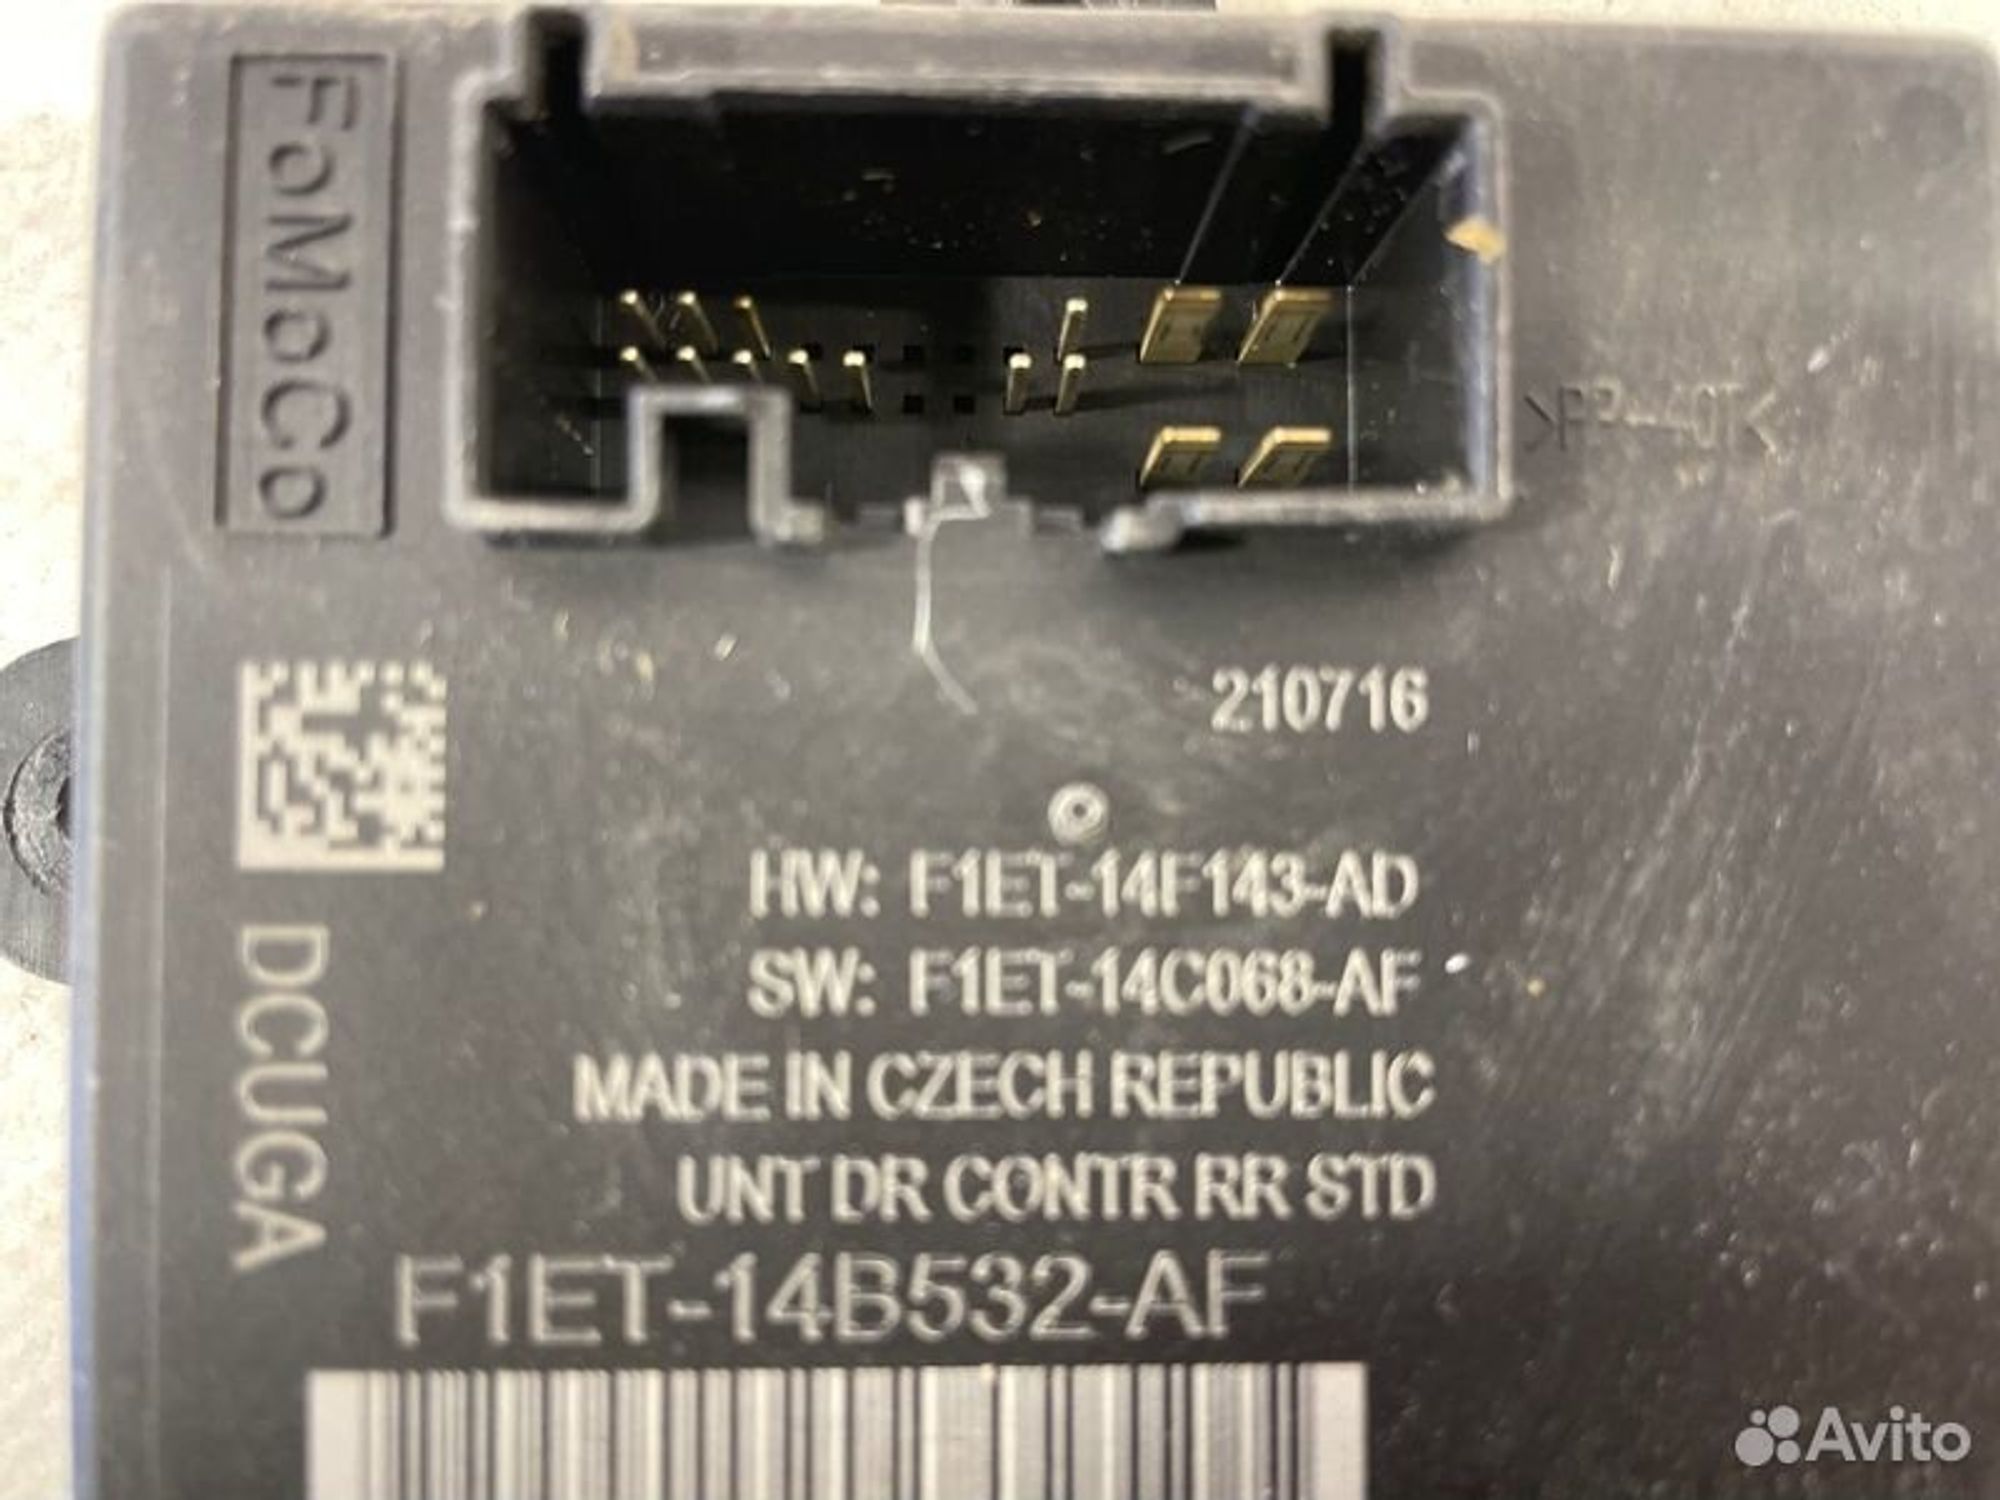 FoMoCo
>PP-40T<
210716
HW: F1ET-14F143-AD
SW: F1ET-14C068-AF
MADE IN CZECH REPUBLIC
UNT DR CONTR RR STD
DCUGA
F1ET-14B532-AF
Avito